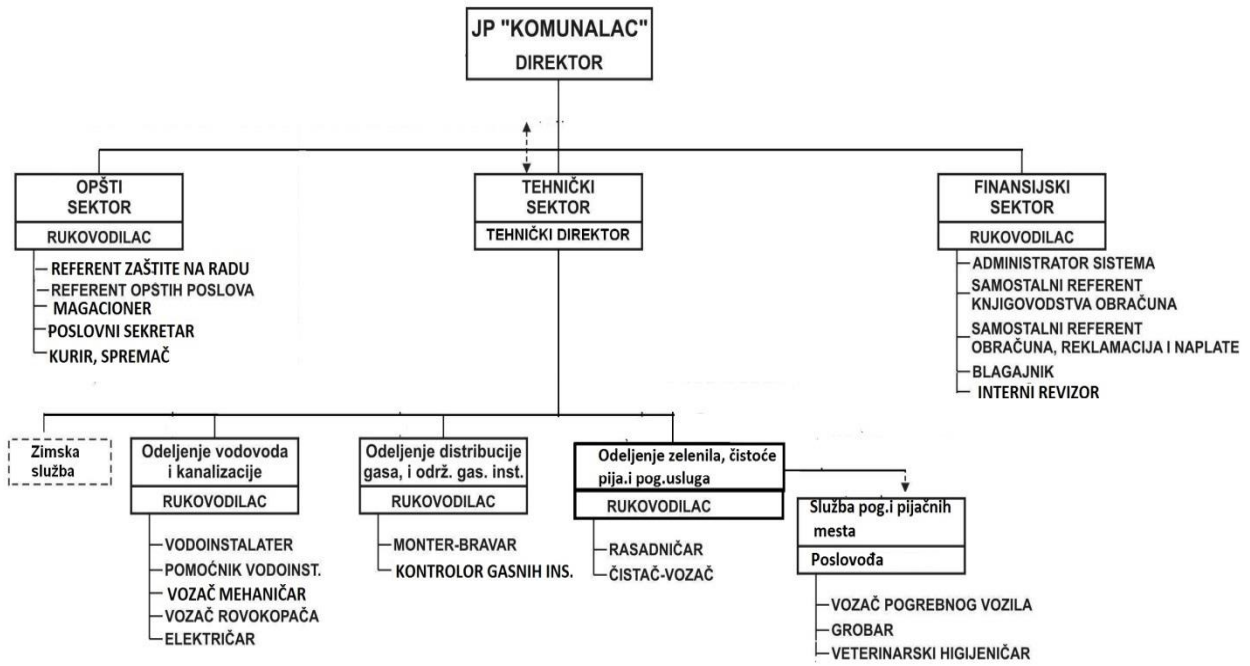 JP "KOMUNALAC"
DIREKTOR
OPŠTI
SEKTOR
RUKOVODILAC
REFERENT ZAŠTITE NA RADU
REFERENT OPŠTIH POSLOVA
MAGACIONER
POSLOVNI SEKRETAR
KURIR, SPREMAČ
TEHNIČKI
SEKTOR
TEHNIČKI DIREKTOR
FINANSIJSKI
SEKTOR
RUKOVODILAC
ADMINISTRATOR SISTEMA
SAMOSTALNI REFERENT
KNJIGOVODSTVA OBRAČUNA
SAMOSTALNI REFERENT
OBRAČUNA, REKLAMACIJA I NAPLATE
BLAGAJNIK
INTERNI REVIZOR
Zimska
služba
Odeljenje vodovoda
i kanalizacije
RUKOVODILAC
VODOINSTALATER
POMOĆNIK VODOINST.
VOZAČ MEHANIČAR
VOZAČ ROVOKOPAČA
ELEKTRIČAR
Odeljenje distribucije
gasa, i održ. gas. inst.
RUKOVODILAC
MONTER-BRAVAR
KONTROLOR GASNIH INS.
Odeljenje zelenila, čistoće
pija.i pog.usluga
RUKOVODILAC
RASADNIČAR
ČISTAČ-VOZAČ
Služba pog.i pijačnih
mesta
Poslovođa
VOZAČ POGREBNOG VOZILA
GROBAR
VETERINARSKI HIGIJENIČAR